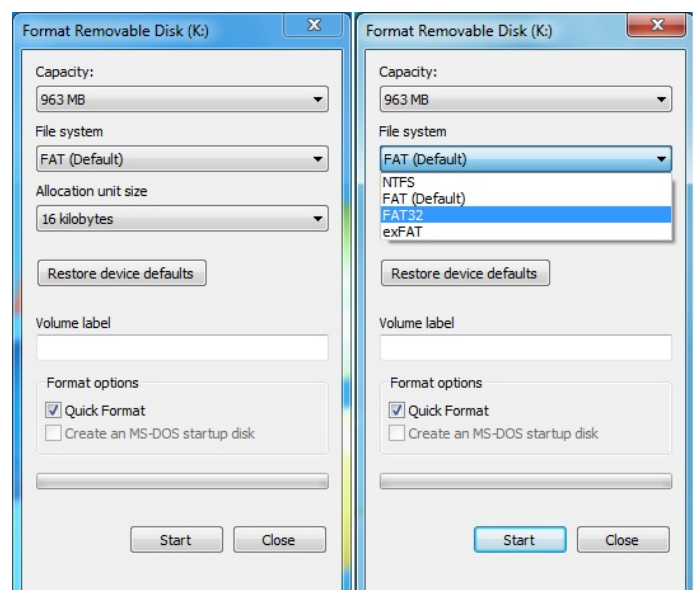 Format Removable Disk (K:)
X
Capacity:
963 MB
File system
FAT (Default)
Allocation unit size
16 kilobytes
Restore device defaults
Volume label
Format options
Quick Format
Create an MS-DOS startup disk
Start
Close
Format Removable Disk (K:)
X
Capacity:
963 MB
File system
FAT (Default)
NTFS
FAT (Default)
FAT32
exFAT
Restore device defaults
Volume label
Format options
Quick Format
Create an MS-DOS startup disk
Start
Close